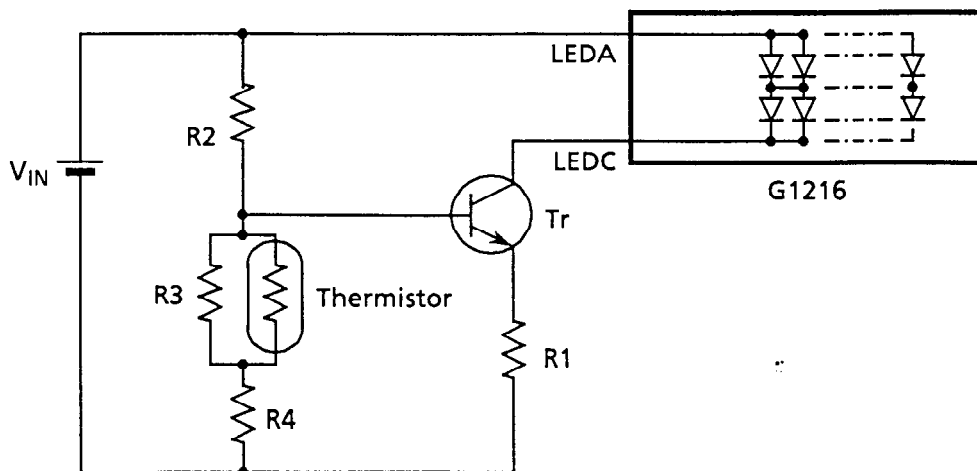 LEDA
R2
LEDC
VIN
G1216
Tr
R3
Thermistor
R1
R4